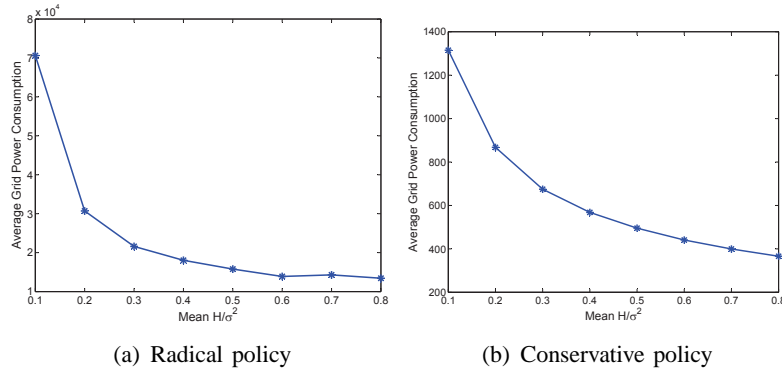 8 x 10^4
7
6
5
4
3
2
1
0.1 0.2 0.3 0.4 0.5 0.6 0.7 0.8
Average Grid Power Consumption
Mean H/σ^2
(a) Radical policy
1400
1200
1000
800
600
400
200
0.1 0.2 0.3 0.4 0.5 0.6 0.7 0.8
Average Grid Power Consumption
Mean H/σ^2
(b) Conservative policy